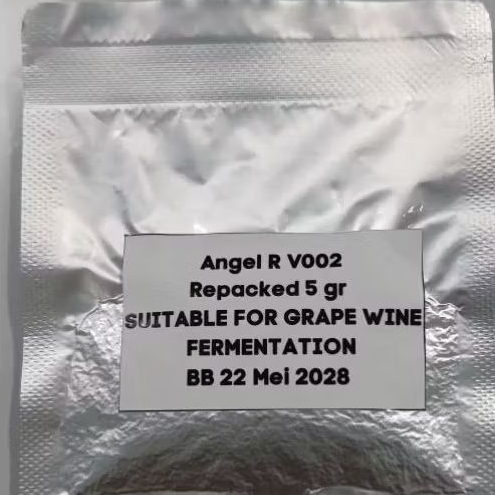 Angel R V002
Repacked 5 gr
SUITABLE FOR GRAPE WINE
FERMENTATION
BB 22 Mei 2028